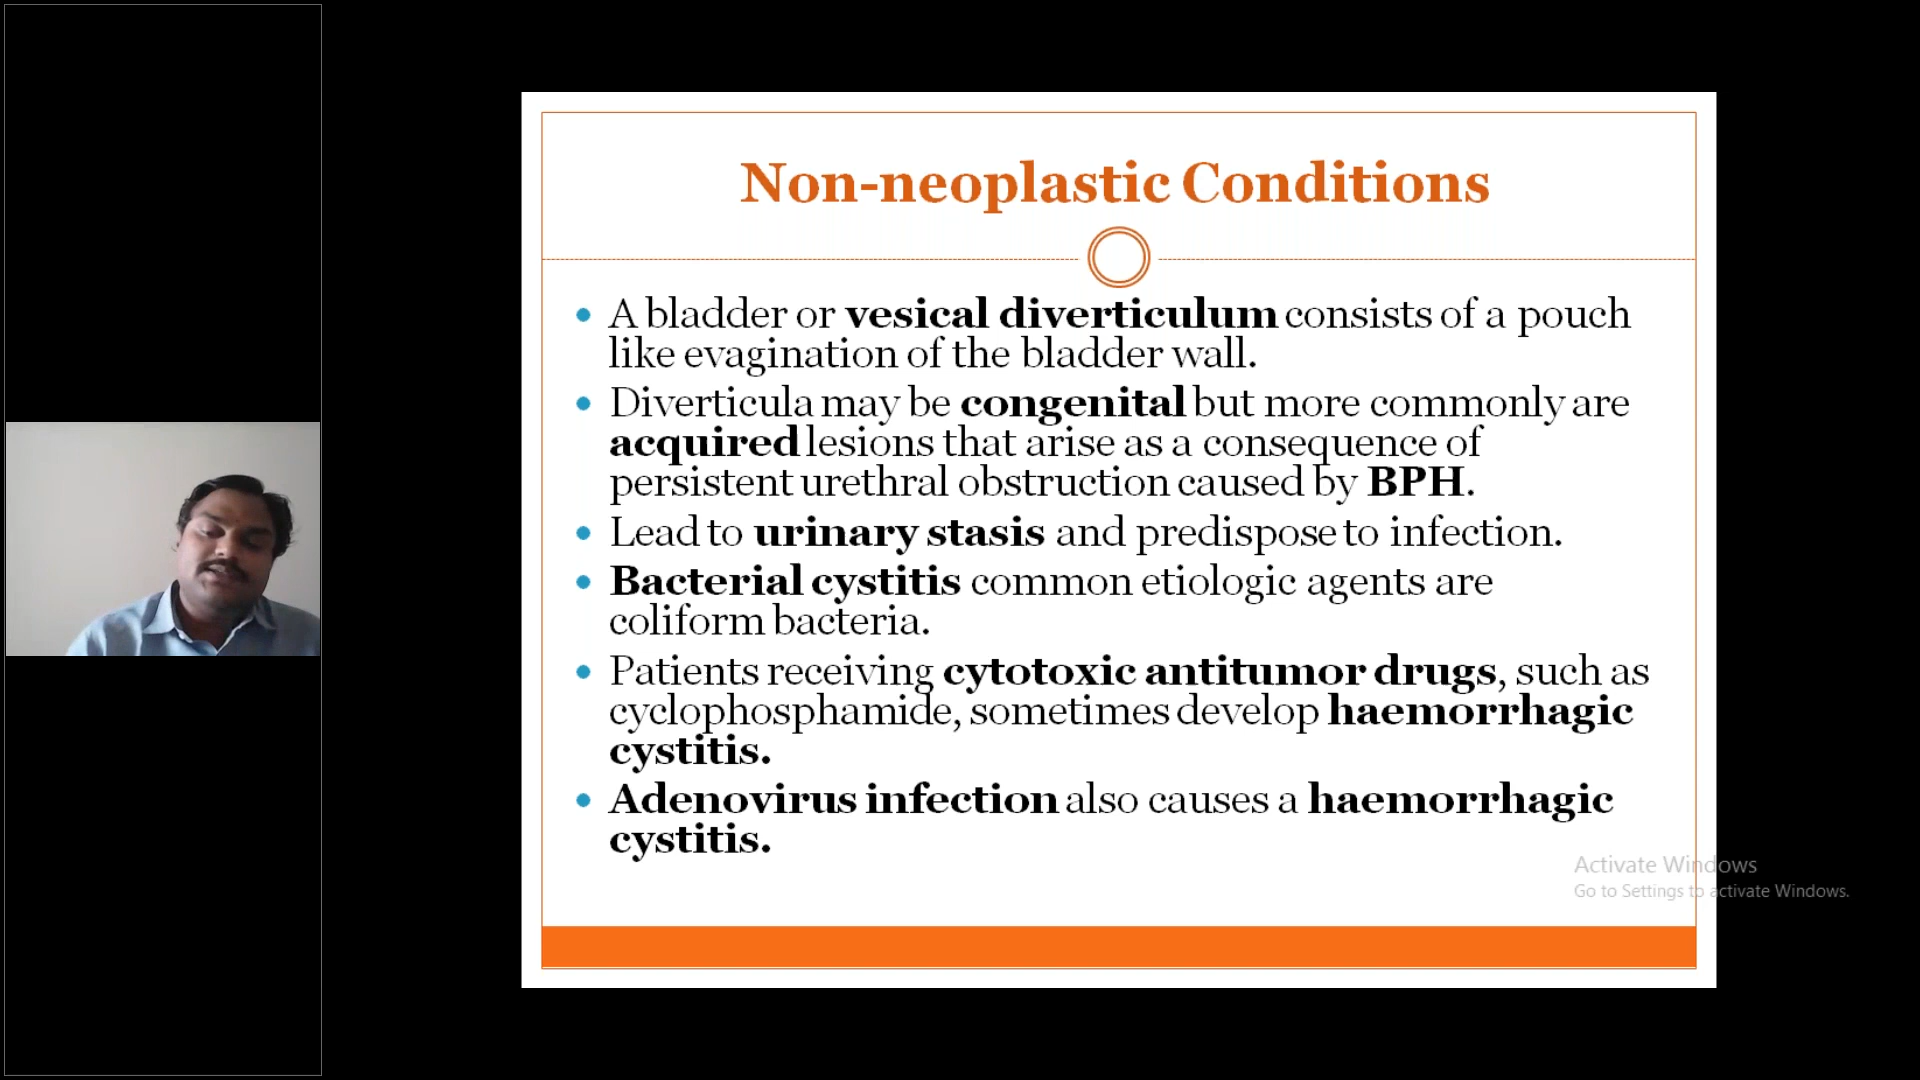 Non-neoplastic Conditions
• A bladder or vesical diverticulum consists of a pouch
like evagination of the bladder wall.
• Diverticula may be congenital but more commonly are
acquired lesions that arise as a consequence of
persistent urethral obstruction caused by BPH.
• Lead to urinary stasis and predispose to infection.
• Bacterial cystitis common etiologic agents are
coliform bacteria.
• Patients receiving cytotoxic antitumor drugs, such as
cyclophosphamide, sometimes develop haemorrhagic
cystitis.
• Adenovirus infection also causes a haemorrhagic
cystitis.
Activate Windows
Go to Settings to activate Windows.